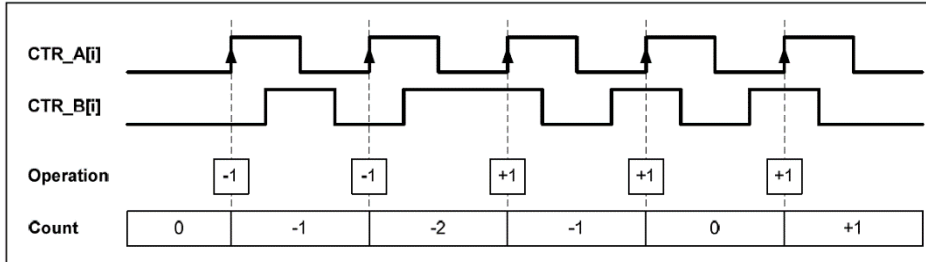 CTR_A[i]
CTR_B[i]
Operation -1 -1 +1 +1 +1
Count 0 -1 -2 -1 0 +1